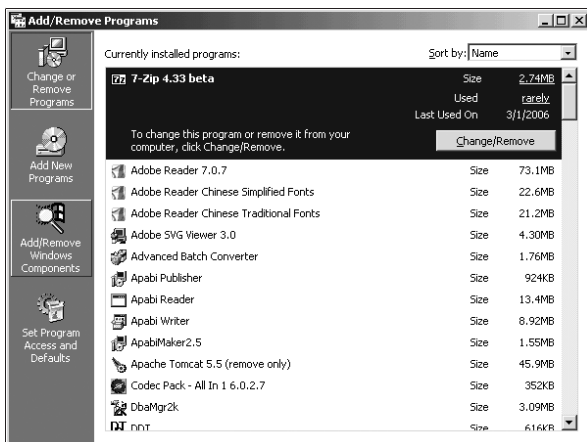 Add/Remove Programs
Change or
Remove
Programs
Add New
Programs
Add/Remove
Windows
Components
Set Program
Access and
Defaults
Currently installed programs:
Sort by: Name
7-Zip 4.33 beta Size 2.74MB
Used rarely
Last Used On 3/1/2006
To change this program or remove it from your
computer, click Change/Remove.
Change/Remove
Adobe Reader 7.0.7 Size 73.1MB
Adobe Reader Chinese Simplified Fonts Size 22.6MB
Adobe Reader Chinese Traditional Fonts Size 21.2MB
Adobe SVG Viewer 3.0 Size 4.30MB
Advanced Batch Converter Size 1.76MB
Apabi Publisher Size 924KB
Apabi Reader Size 13.4MB
Apabi Writer Size 8.92MB
ApabiMaker2.5 Size 1.55MB
Apache Tomcat 5.5 (remove only) Size 45.9MB
Codec Pack - All In 1 6.0.2.7 Size 352KB
DbaMgr2k Size 3.09MB
DDT Size 616KB